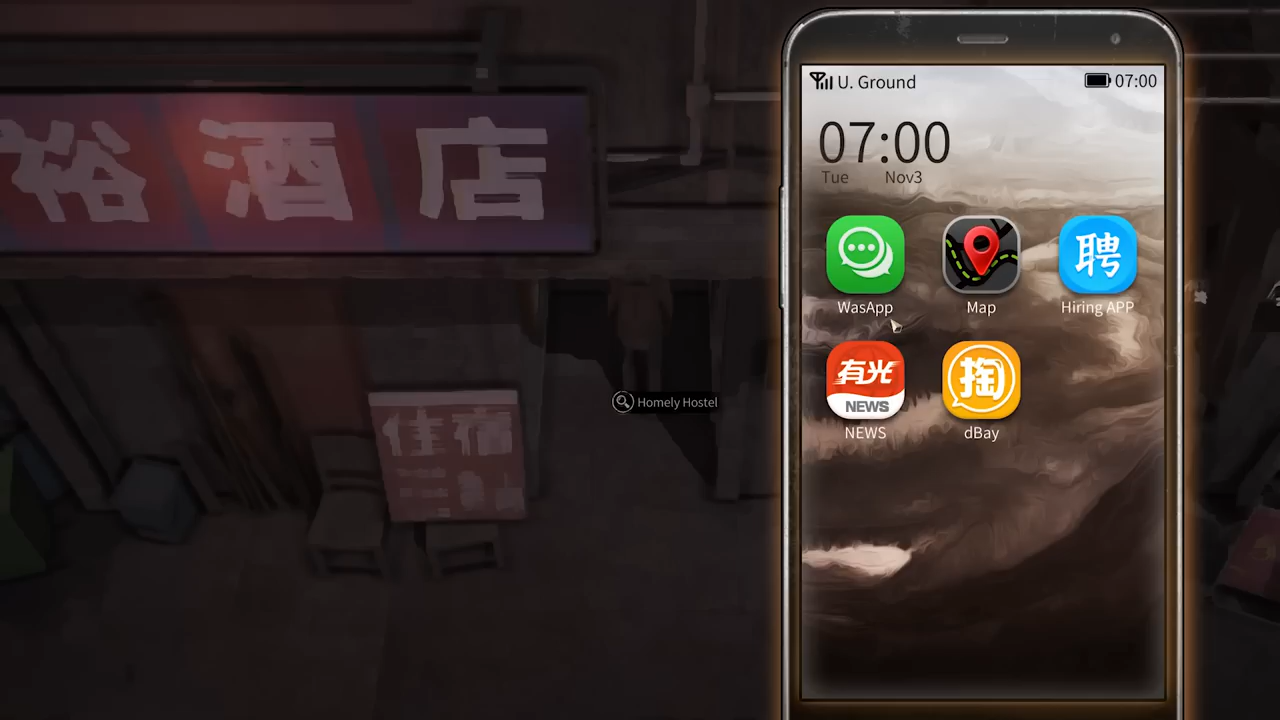 裕酒店
住宿
Homely Hostel
U. Ground
07:00
07:00
Tue Nov3
WasApp
Map
聘
Hiring APP
有光
NEWS
NEWS
掏
dBay